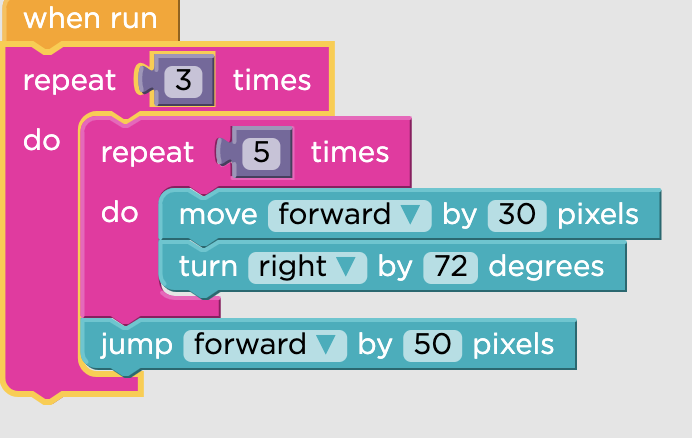 when run
repeat 3 times
do
repeat 5 times
do move forward ▼ by 30 pixels
turn right ▼ by 72 degrees
jump forward ▼ by 50 pixels